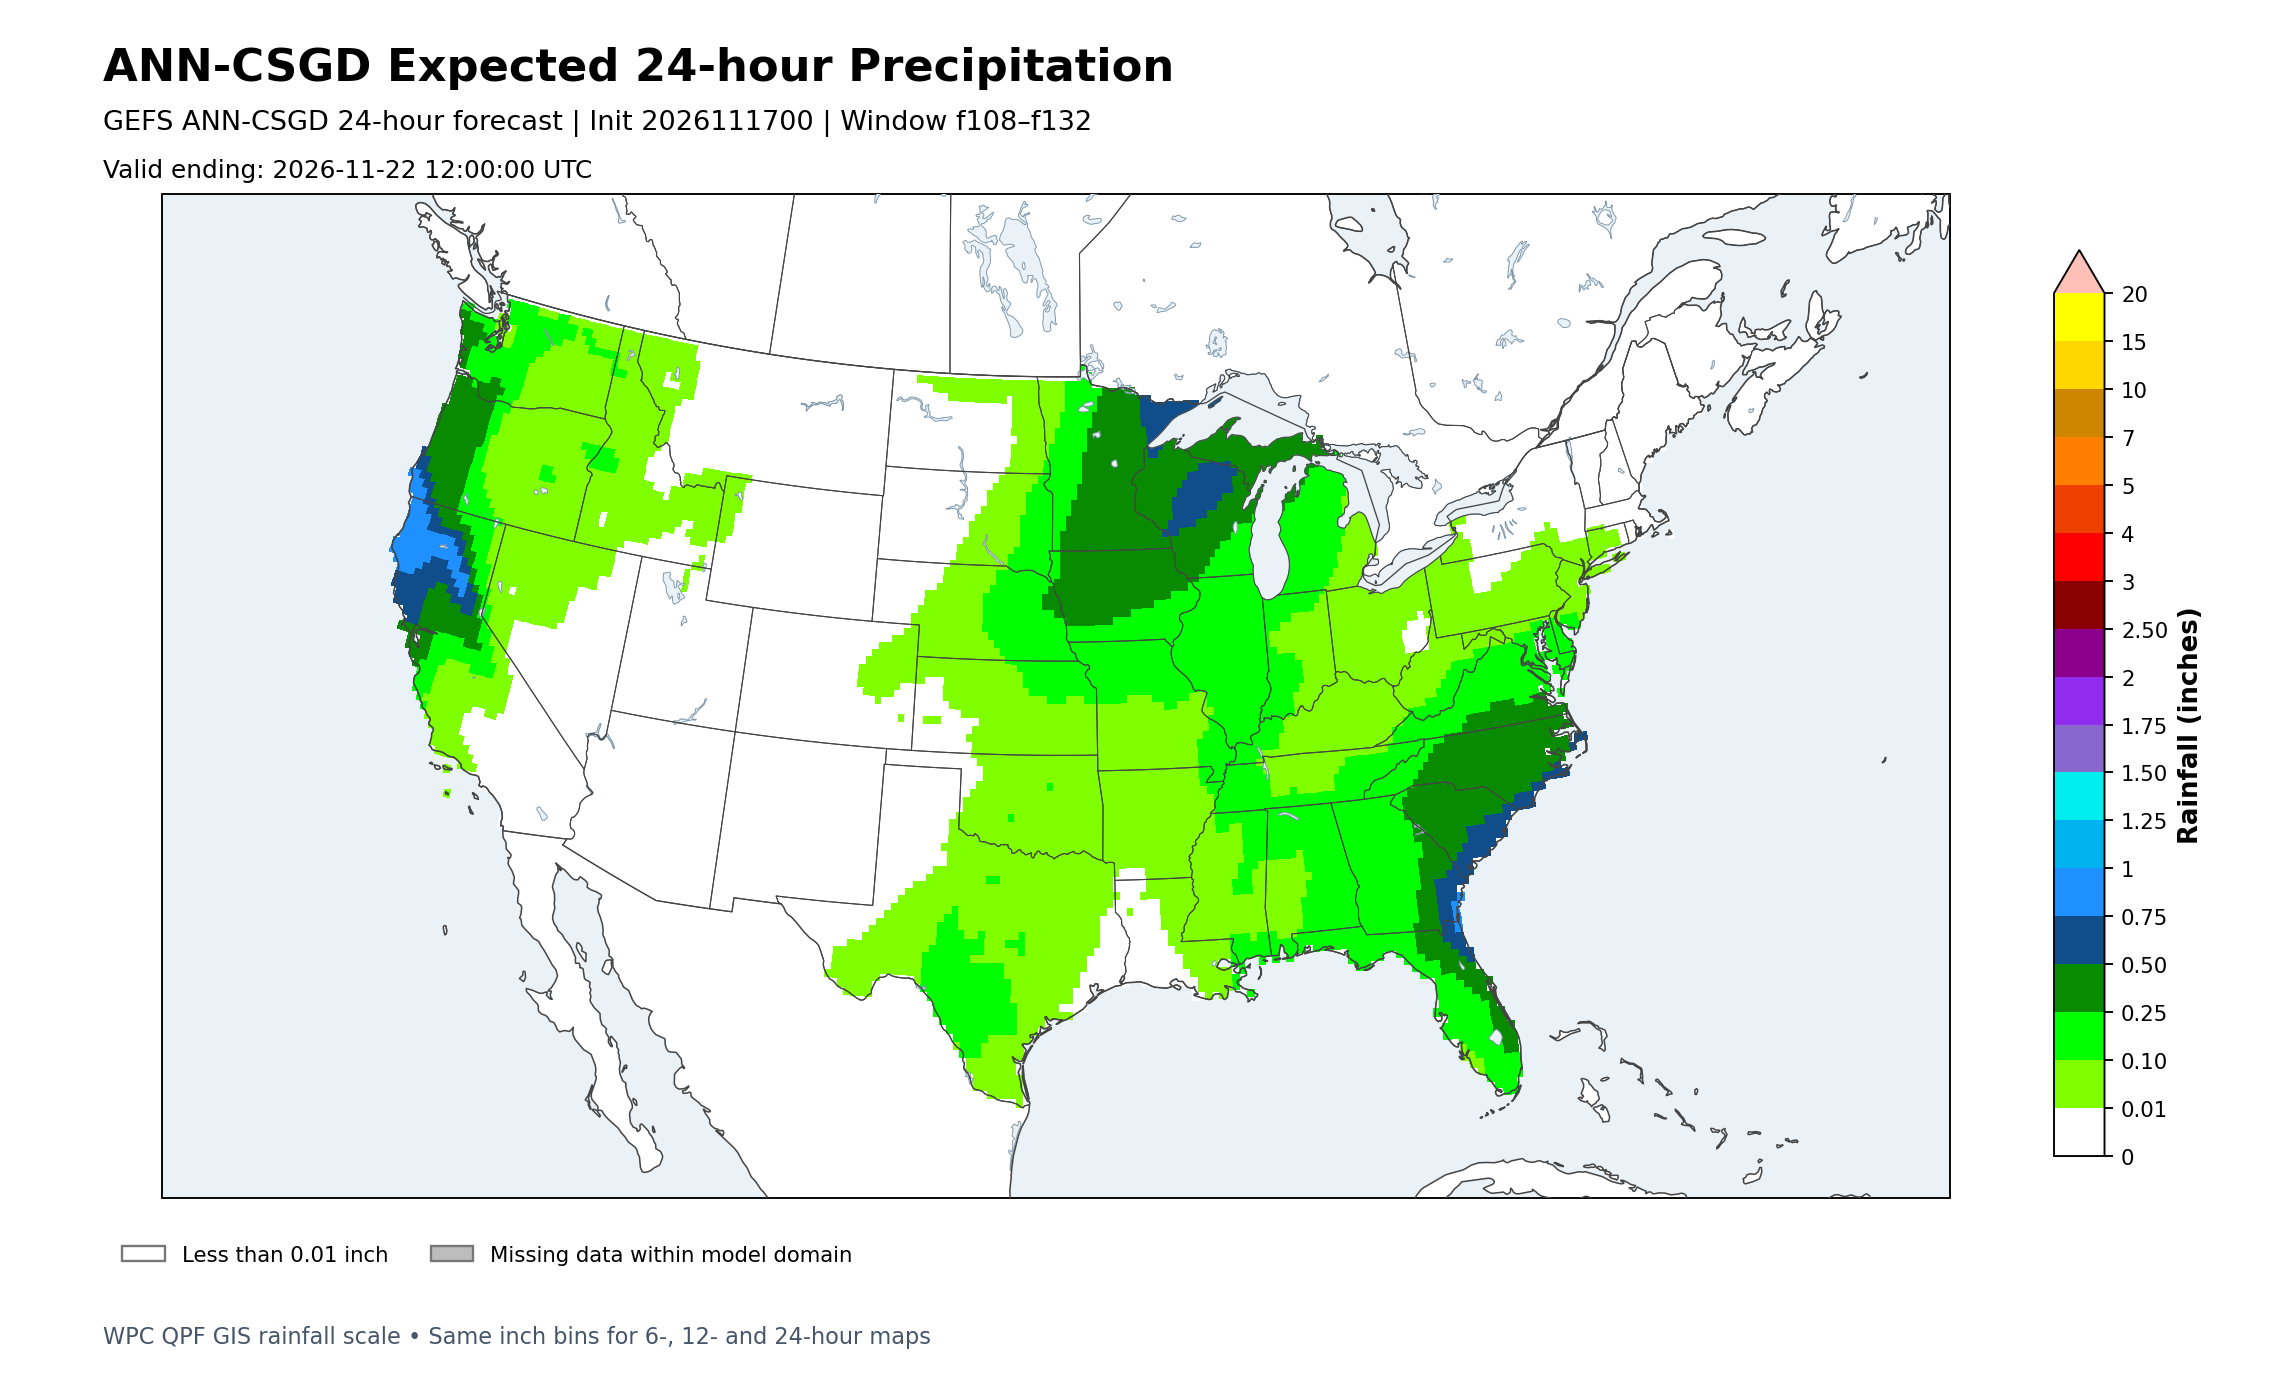 ANN-CSGD Expected 24-hour Precipitation
GEFS ANN-CSGD 24-hour forecast | Init 2026111700 | Window f108–f132
Valid ending: 2026-11-22 12:00:00 UTC
20
15
10
7
5
4
3
2.50
2
1.75
1.50
1.25
1
0.75
0.50
0.25
0.10
0.01
0
Rainfall (inches)
Less than 0.01 inch
Missing data within model domain
WPC QPF GIS rainfall scale • Same inch bins for 6-, 12- and 24-hour maps